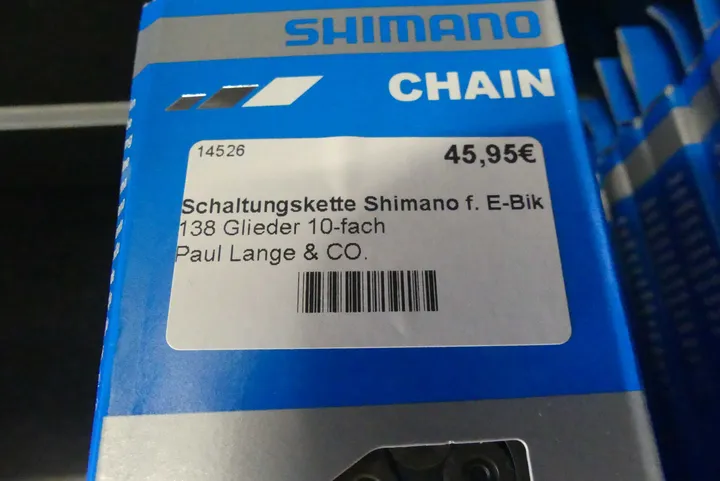 SHIMANO
CHAIN
14526
45,95€
Schaltungskette Shimano f. E-Bik
138 Glieder 10-fach
Paul Lange & CO.